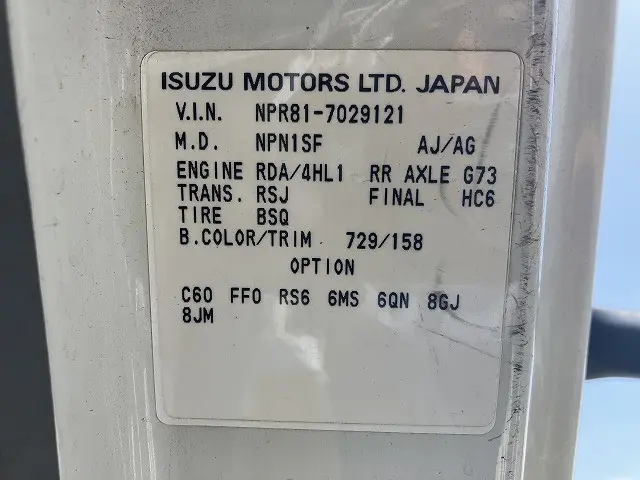 ISUZU MOTORS LTD. JAPAN
V.I.N. NPR81-7029121
M.D. NPN1SF AJ/AG
ENGINE RDA/4HL1 RR AXLE G73
TRANS. RSJ FINAL HC6
TIRE BSQ
B.COLOR/TRIM 729/158
OPTION
C60 FF0 RS6 6MS 6QN 8GJ
8JM